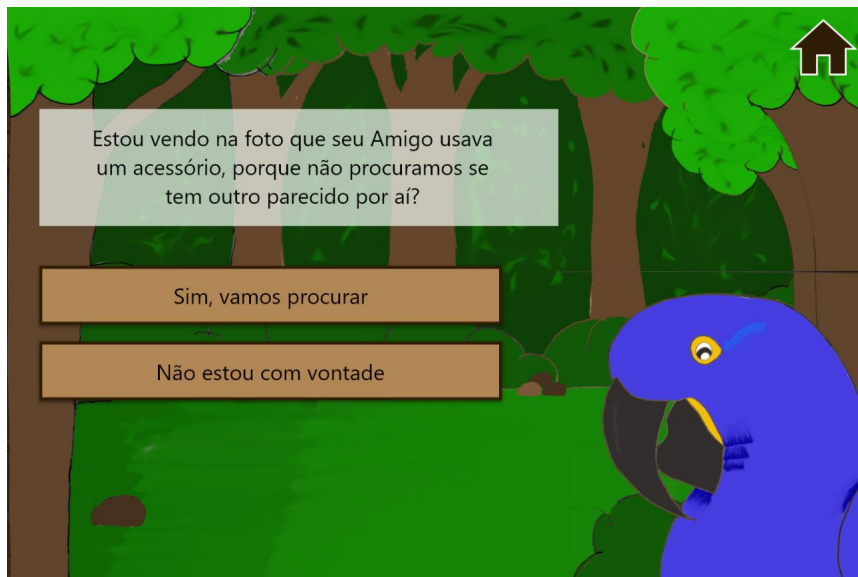 Estou vendo na foto que seu Amigo usava
um acessório, porque não procuramos se
tem outro parecido por aí?
Sim, vamos procurar
Não estou com vontade